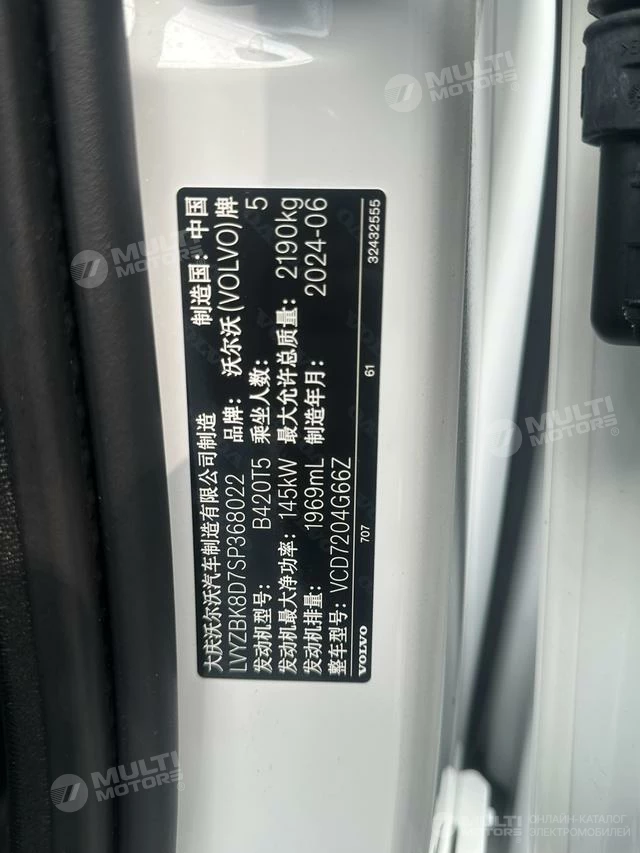 大庆沃尔沃汽车制造有限公司制造 制造国：中国
LVYZBK8D7SP368022 品牌：沃尔沃(VOLVO)牌
发动机型号： B420T5 乘坐人数： 5
发动机最大净功率： 145kW 最大允许总质量： 2190kg
发动机排量： 1969mL 制造年月： 2024-06
整车型号： VCD7204G66Z
VOLVO 707 61 32432555
MULTI MOTORS
MULTI MOTORS
MULTI MOTORS
MULTI MOTORS
MULTI MOTORS
ОНЛАЙН-КАТАЛОГ
ЭЛЕКТРОМОБИЛЕЙ